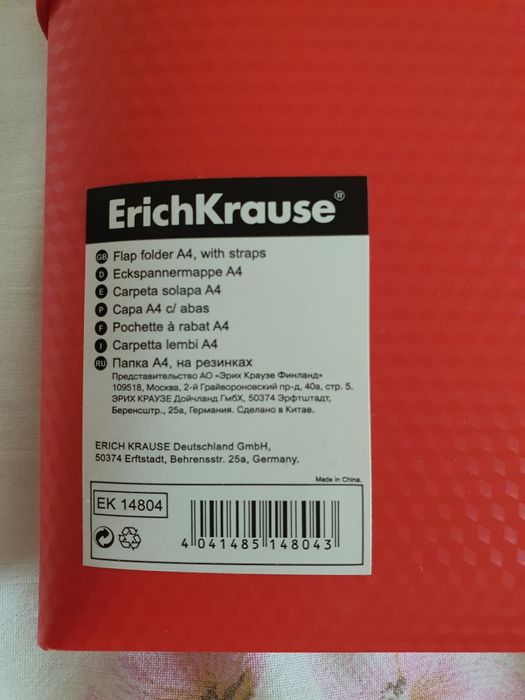 ErichKrause®
GB Flap folder A4, with straps
D Eckspannermappe A4
E Carpeta solapa A4
P Capa A4 c/ abas
F Pochette à rabat A4
I Carpetta lembi A4
RU Папка А4, на резинках
Представительство АО «Эрих Краузе Финланд»
109518, Москва, 2-й Грайвороновский пр-д, 40а, стр. 5.
ЭРИХ КРАУЗЕ Дойчланд ГмбХ, 50374 Эрфтштадт,
Беренсштр., 25а, Германия. Сделано в Китае.
ERICH KRAUSE Deutschland GmbH,
50374 Erftstadt, Behrensstr. 25a, Germany.
Made in China.
EK 14804
4 041485 148043